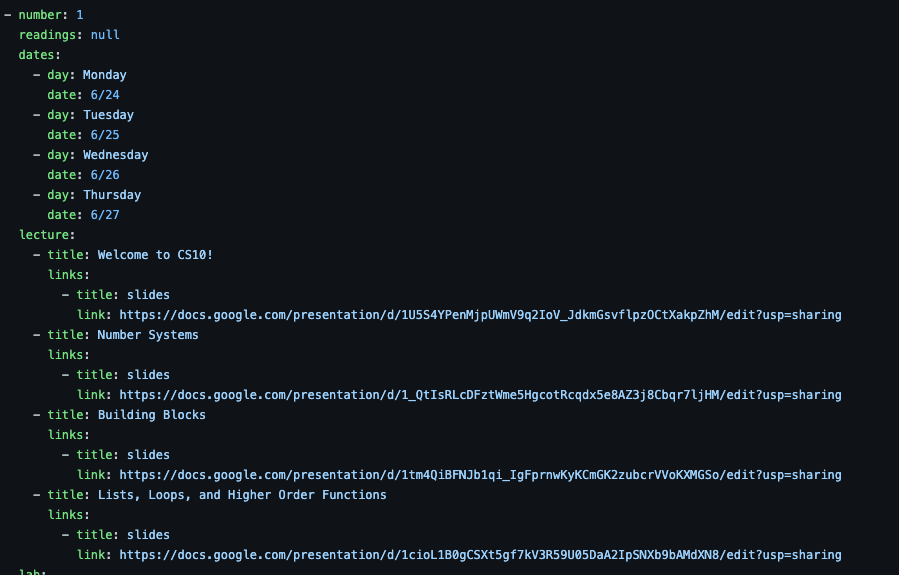 - number: 1
  readings: null
  dates:
    - day: Monday
      date: 6/24
    - day: Tuesday
      date: 6/25
    - day: Wednesday
      date: 6/26
    - day: Thursday
      date: 6/27
  lecture:
    - title: Welcome to CS10!
      links:
        - title: slides
          link: https://docs.google.com/presentation/d/1U5S4YPenMjpUWmV9q2IoV_JdkmGsvflpzOCtXakpZhM/edit?usp=sharing
    - title: Number Systems
      links:
        - title: slides
          link: https://docs.google.com/presentation/d/1_QtIsRLcDFztWme5HgcotRcqdx5e8AZ3j8Cbqr7ljHM/edit?usp=sharing
    - title: Building Blocks
      links:
        - title: slides
          link: https://docs.google.com/presentation/d/1tm4QiBFNJb1qi_IgFprnwKyKCmGK2zubcrVVoKXMGSo/edit?usp=sharing
    - title: Lists, Loops, and Higher Order Functions
      links:
        - title: slides
          link: https://docs.google.com/presentation/d/1cioL1B0gCSXt5gf7kV3R59U05DaA2IpSNXb9bAMdXN8/edit?usp=sharing
  lab: